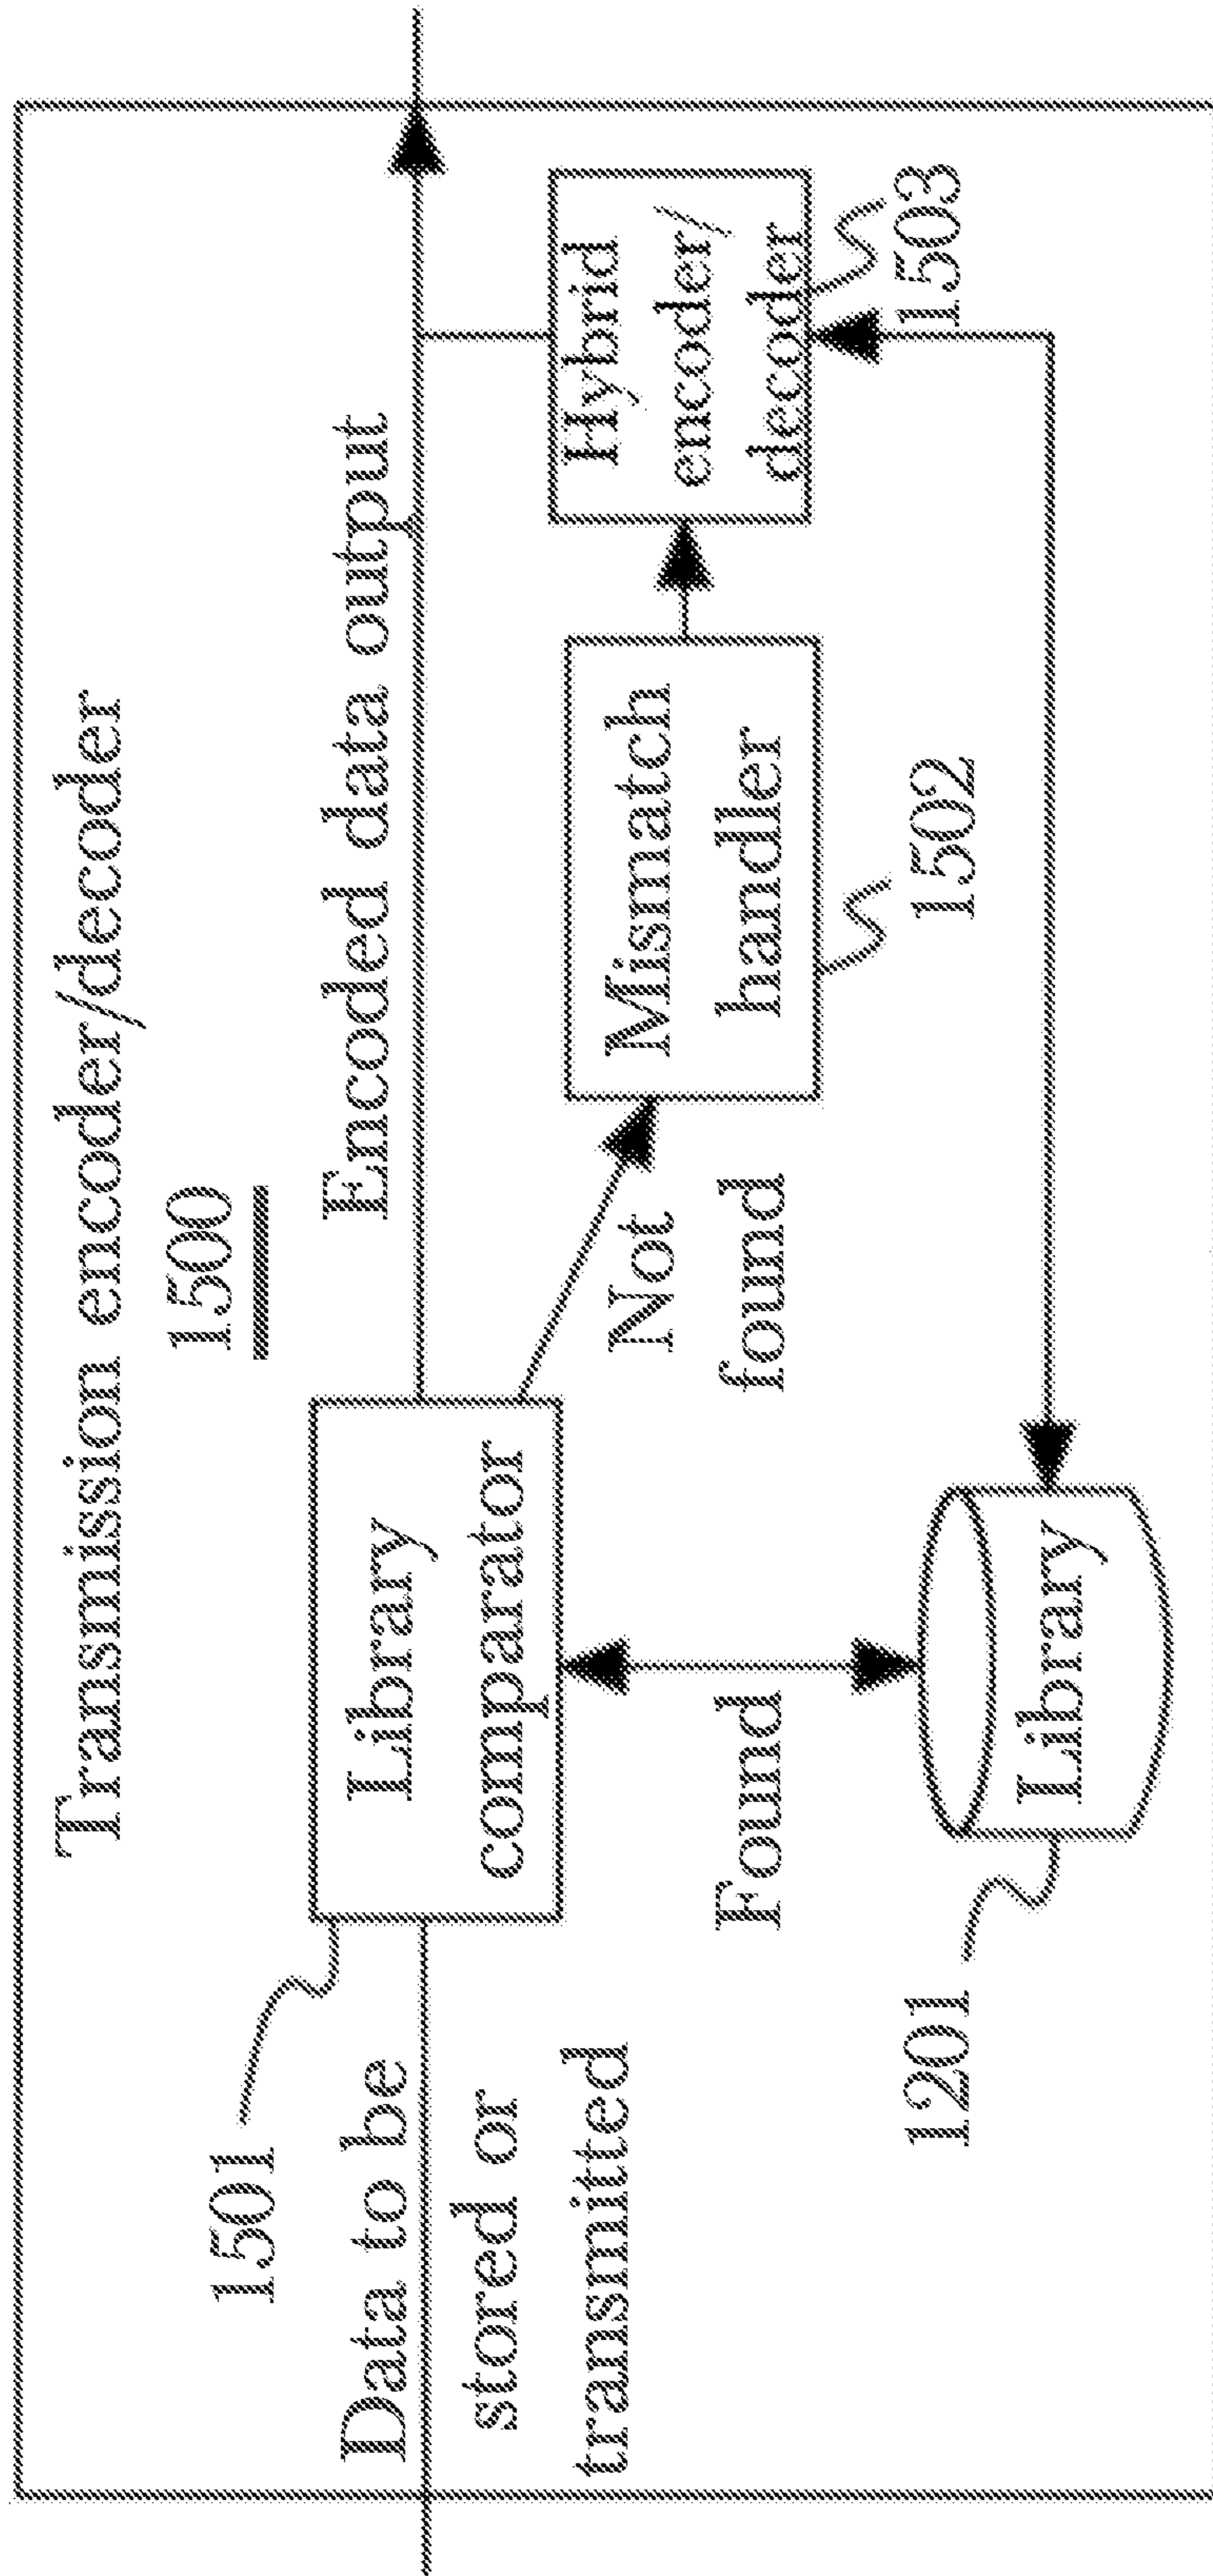 Transmission encoder/decoder
1500
1501
Data to be
stored or
transmitted
Library
comparator
Encoded data output
Not
found
Mismatch
handler
1502
Hybrid
encoder/
decoder
1503
Found
Library
1201